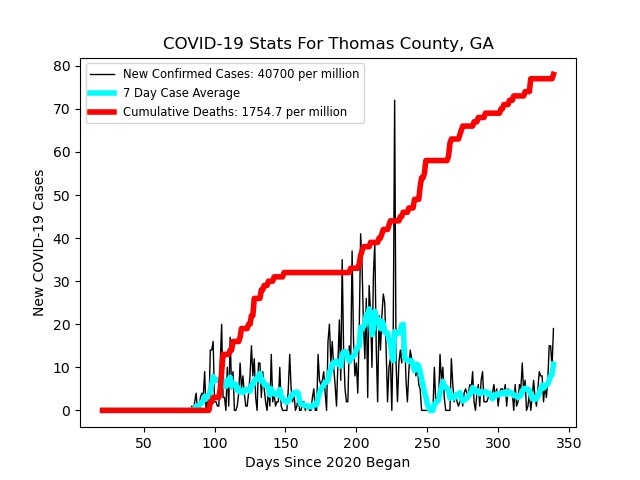 COVID-19 Stats For Thomas County, GA
New Confirmed Cases: 40700 per million
7 Day Case Average
Cumulative Deaths: 1754.7 per million
New COVID-19 Cases
80
70
60
50
40
30
20
10
0
50 100 150 200 250 300 350
Days Since 2020 Began